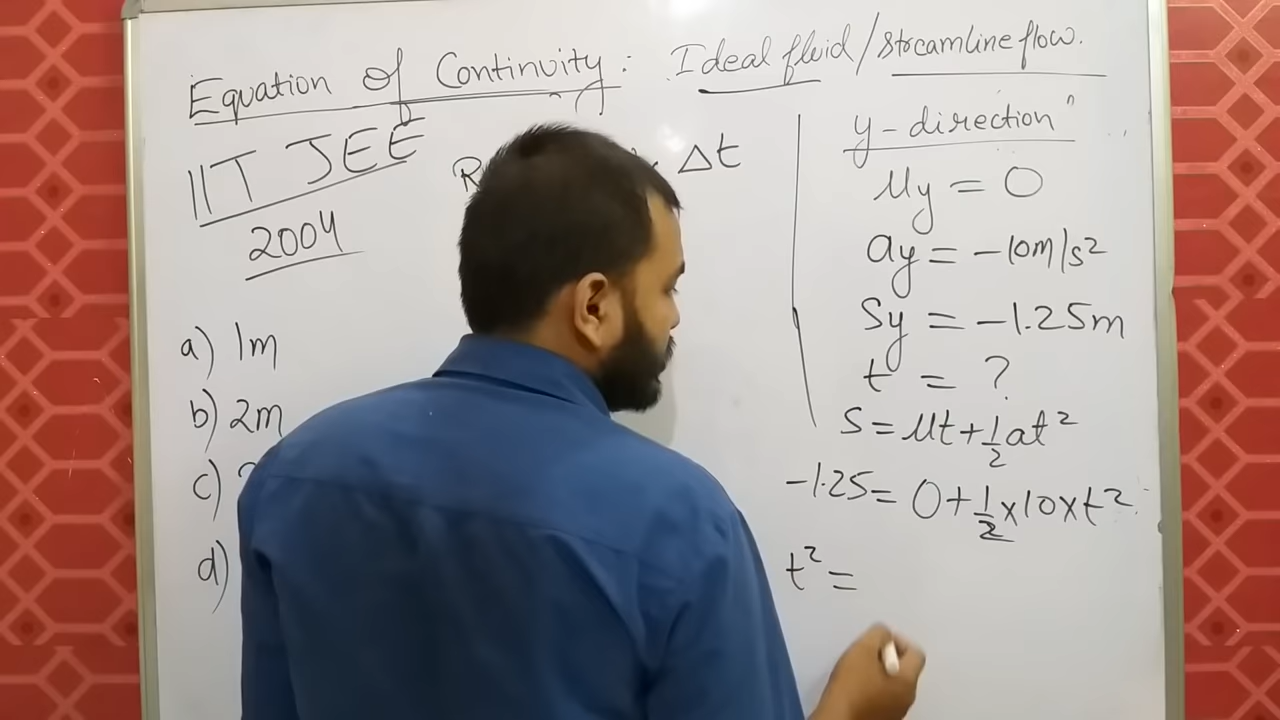 Equation of Continuity : Ideal fluid / streamline flow.
IIT JEE
2004
R Δt
a) 1m
b) 2m
c)
d)
y - direction"
uy = 0
ay = -10m/s²
Sy = -1.25m
t = ?
S = ut + 1/2 at²
-1.25 = 0 + 1/2 x 10 x t²
t² =